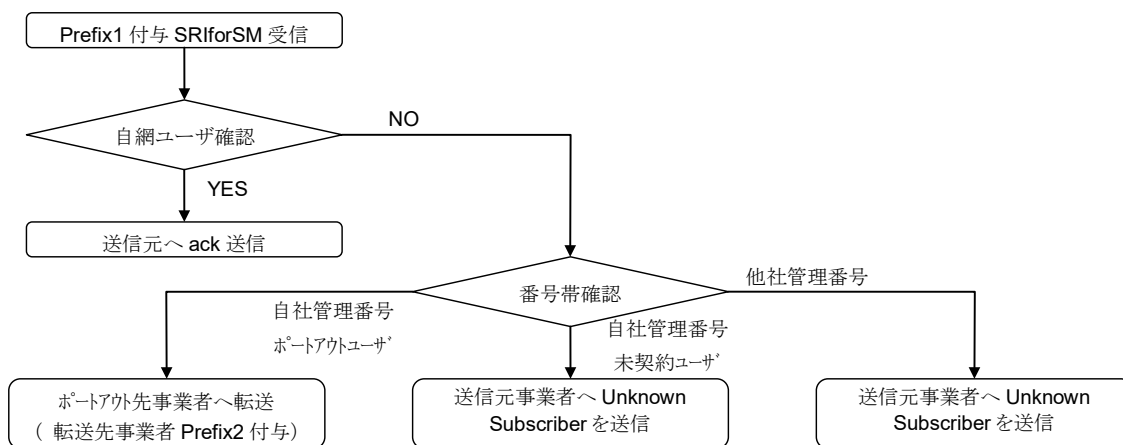 Prefix1 付与 SRIforSM 受信
自網ユーザ確認
NO
YES
送信元へ ack 送信
番号帯確認
他社管理番号
自社管理番号
ﾎﾟｰﾄｱｳﾄﾕｰｻﾞ
自社管理番号
未契約ﾕｰｻﾞ
ﾎﾟｰﾄｱｳﾄ先事業者へ転送
( 転送先事業者 Prefix2 付与)
送信元事業者へ Unknown
Subscriber を送信
送信元事業者へ Unknown
Subscriber を送信